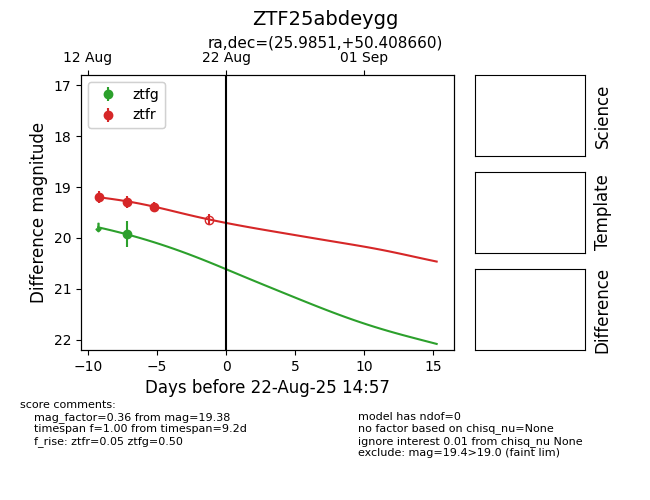 ZTF25abdeygg
ra,dec=(25.9851,+50.408660)
12 Aug 22 Aug 01 Sep
ztfg
ztfr
17
18
19
20
21
22
Difference magnitude
−10 −5 0 5 10 15
Days before 22-Aug-25 14:57
Science
Template
Difference
score comments:
mag_factor=0.36 from mag=19.38
timespan f=1.00 from timespan=9.2d
f_rise: ztfr=0.05 ztfg=0.50
model has ndof=0
no factor based on chisq_nu=None
ignore interest 0.01 from chisq_nu None
exclude: mag=19.4>19.0 (faint lim)